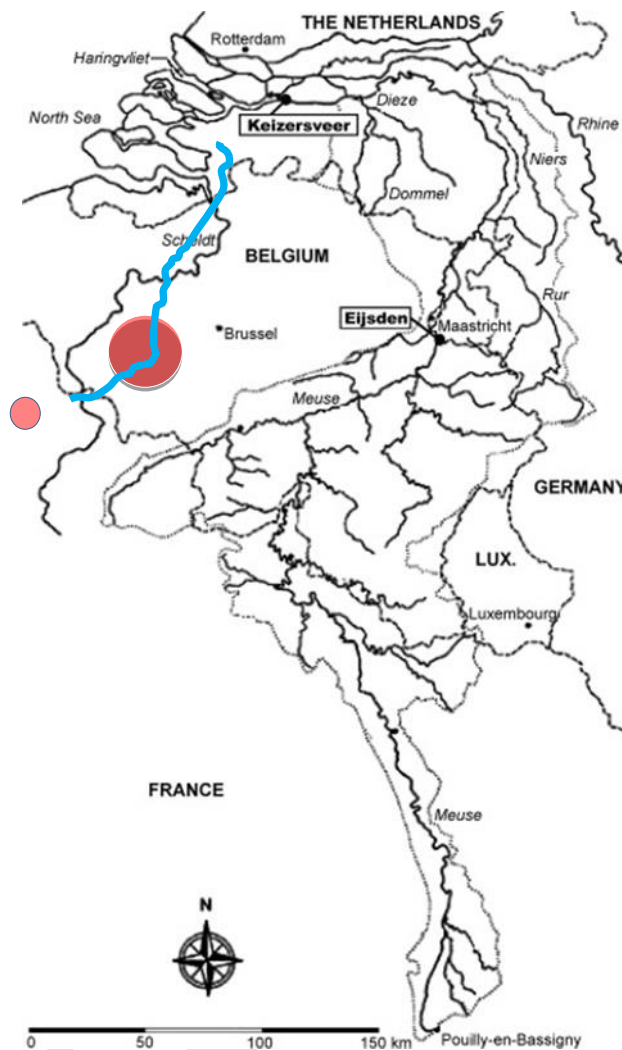 THE NETHERLANDS
Rotterdam
Haringvliet
Dieze
North Sea
Keizersveer
Rhine
Niers
Dommel
Scheldt
BELGIUM
Rur
Eijsden
Maastricht
Brussel
Meuse
GERMANY
LUX.
Luxembourg
FRANCE
Meuse
N
0 50 100 150 km
Pouilly-en-Bassigny